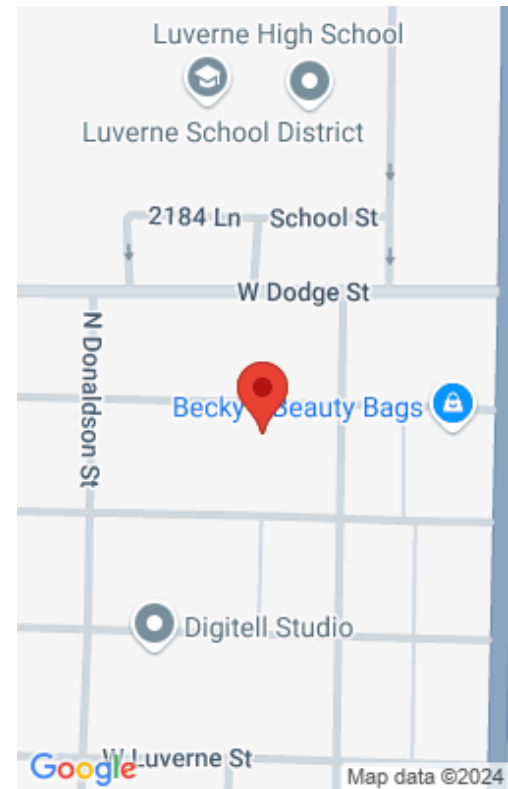 Luverne High School
Luverne School District
2184 Ln
School St
W Dodge St
N Donaldson St
Becky's Beauty Bags
Digitell Studio
W Luverne St
Google
Map data ©2024